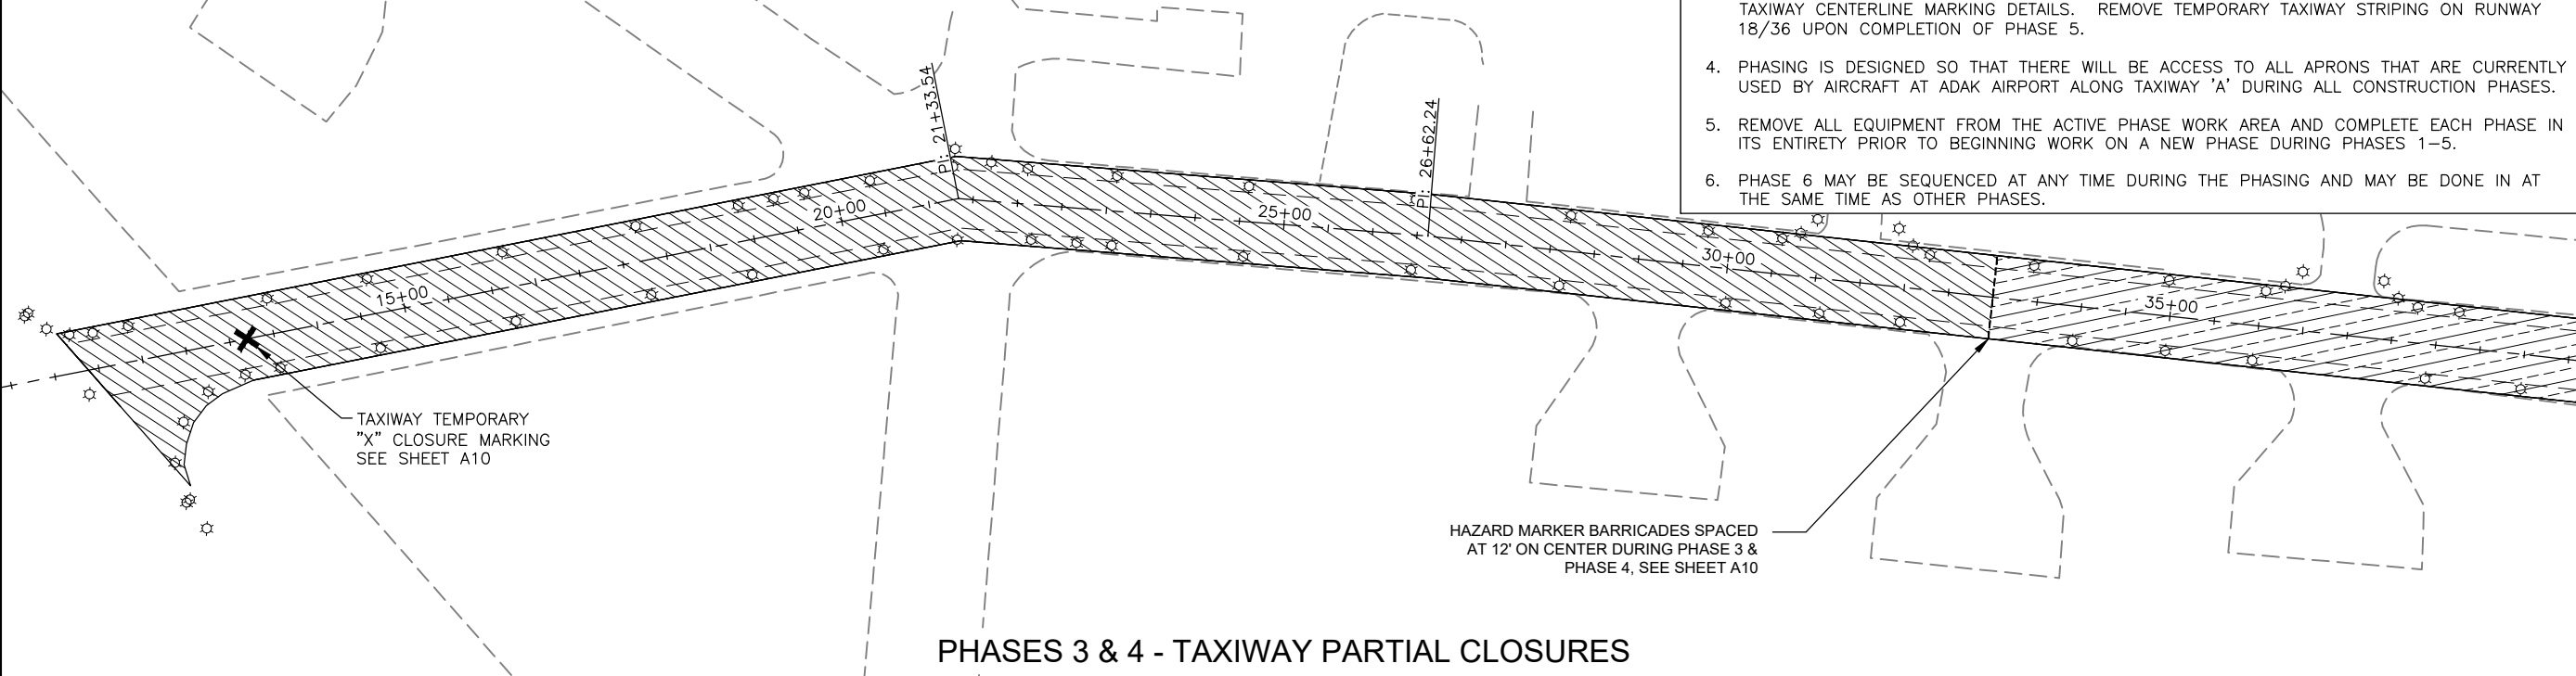 TAXIWAY CENTERLINE MARKING DETAILS. REMOVE TEMPORARY TAXIWAY STRIPING ON RUNWAY
18/36 UPON COMPLETION OF PHASE 5.
4. PHASING IS DESIGNED SO THAT THERE WILL BE ACCESS TO ALL APRONS THAT ARE CURRENTLY
USED BY AIRCRAFT AT ADAK AIRPORT ALONG TAXIWAY 'A' DURING ALL CONSTRUCTION PHASES.
5. REMOVE ALL EQUIPMENT FROM THE ACTIVE PHASE WORK AREA AND COMPLETE EACH PHASE IN
ITS ENTIRETY PRIOR TO BEGINNING WORK ON A NEW PHASE DURING PHASES 1-5.
6. PHASE 6 MAY BE SEQUENCED AT ANY TIME DURING THE PHASING AND MAY BE DONE IN AT
THE SAME TIME AS OTHER PHASES.
PI: 21+33.54
PI: 26+62.24
15+00
20+00
25+00
30+00
35+00
TAXIWAY TEMPORARY
"X" CLOSURE MARKING
SEE SHEET A10
HAZARD MARKER BARRICADES SPACED
AT 12' ON CENTER DURING PHASE 3 &
PHASE 4, SEE SHEET A10
PHASES 3 & 4 - TAXIWAY PARTIAL CLOSURES